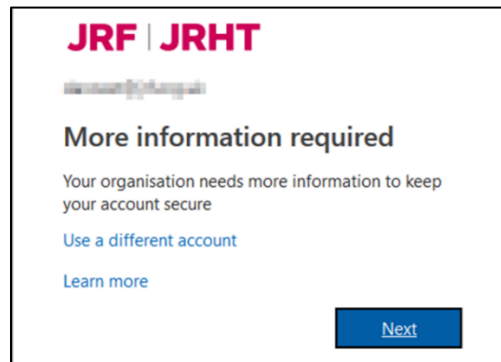 JRF | JRHT
More information required
Your organisation needs more information to keep
your account secure
Use a different account
Learn more
Next